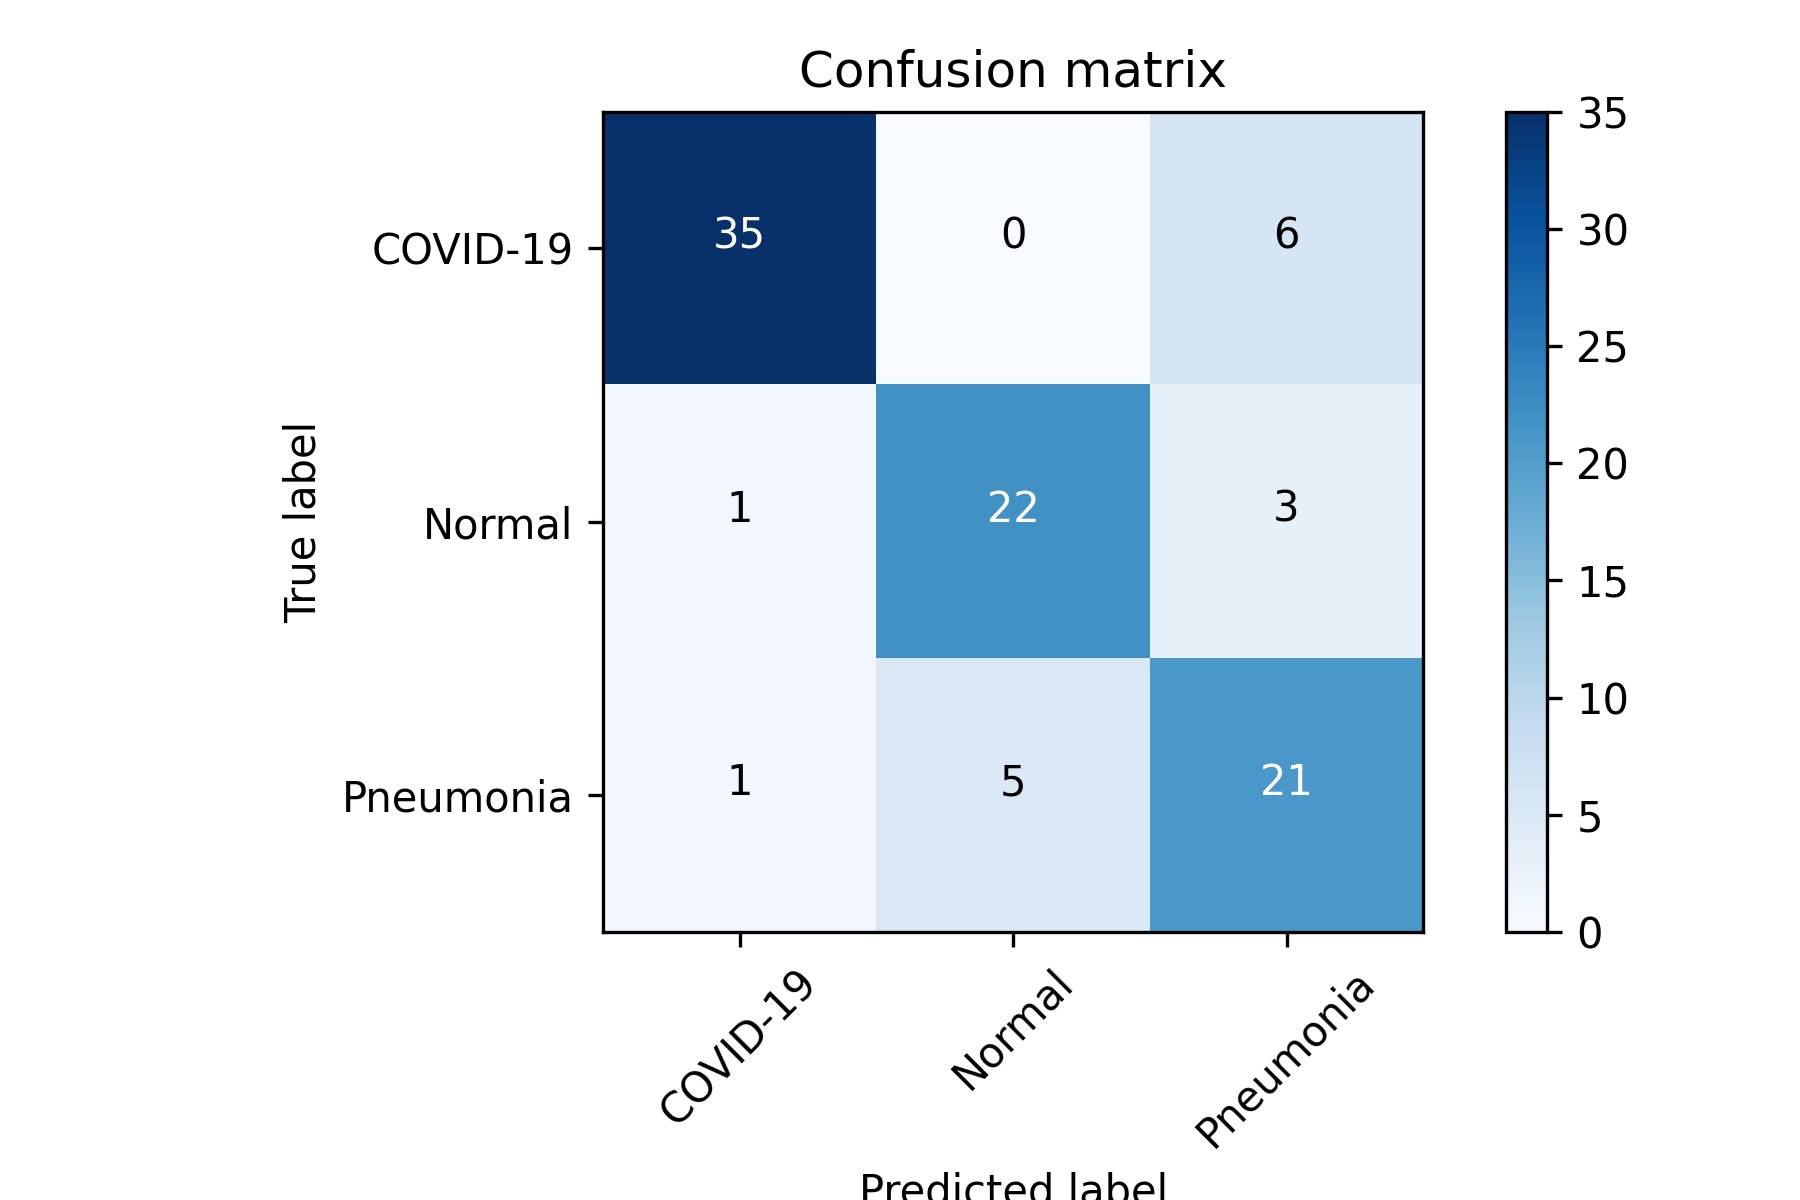 Confusion matrix
True label
COVID-19
35 0 6
Normal
1 22 3
Pneumonia
1 5 21
COVID-19
Normal
Pneumonia
Predicted label
35
30
25
20
15
10
5
0